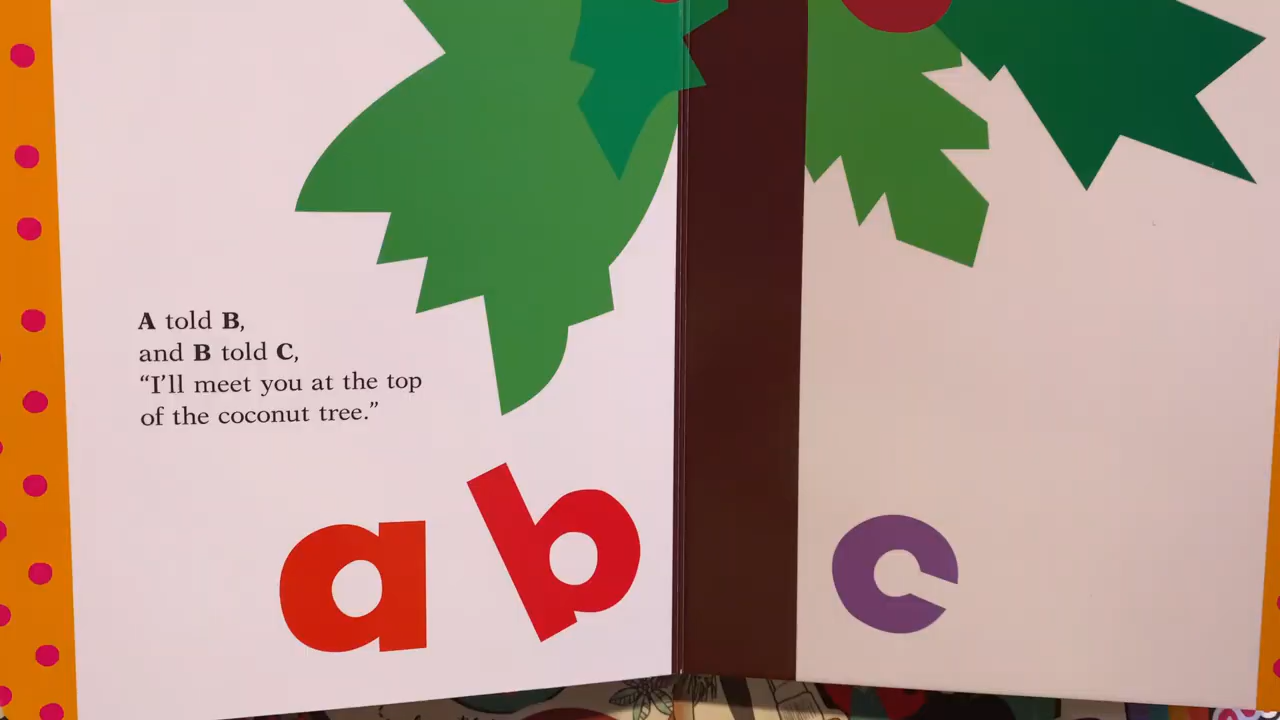 A told B,
and B told C,
“I’ll meet you at the top
of the coconut tree.”
a b c